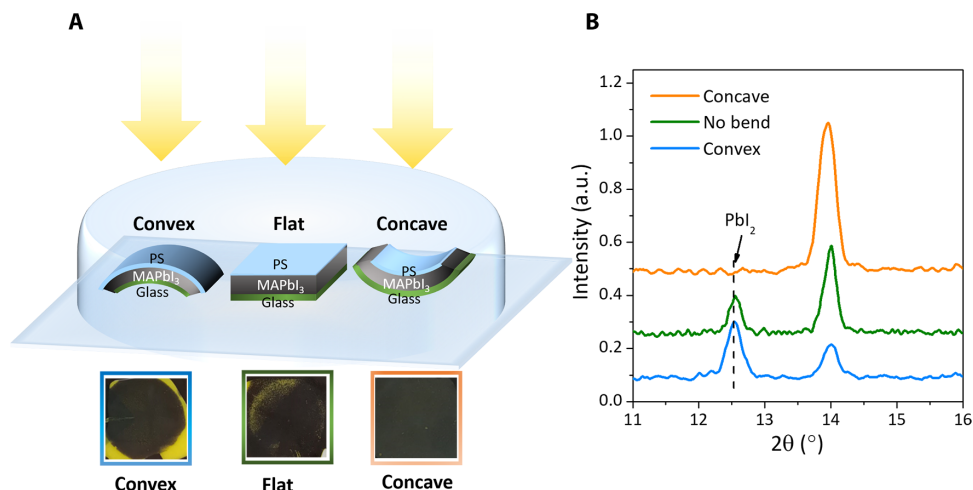 A
Convex
Flat
Concave
PS
MAPbI₃
Glass
PS
MAPbI₃
Glass
PS
MAPbI₃
Glass
Convex
Flat
Concave
B
Concave
No bend
Convex
PbI₂
Intensity (a.u.)
1.2
1.0
0.8
0.6
0.4
0.2
0.0
11 12 13 14 15 16
2θ (°)